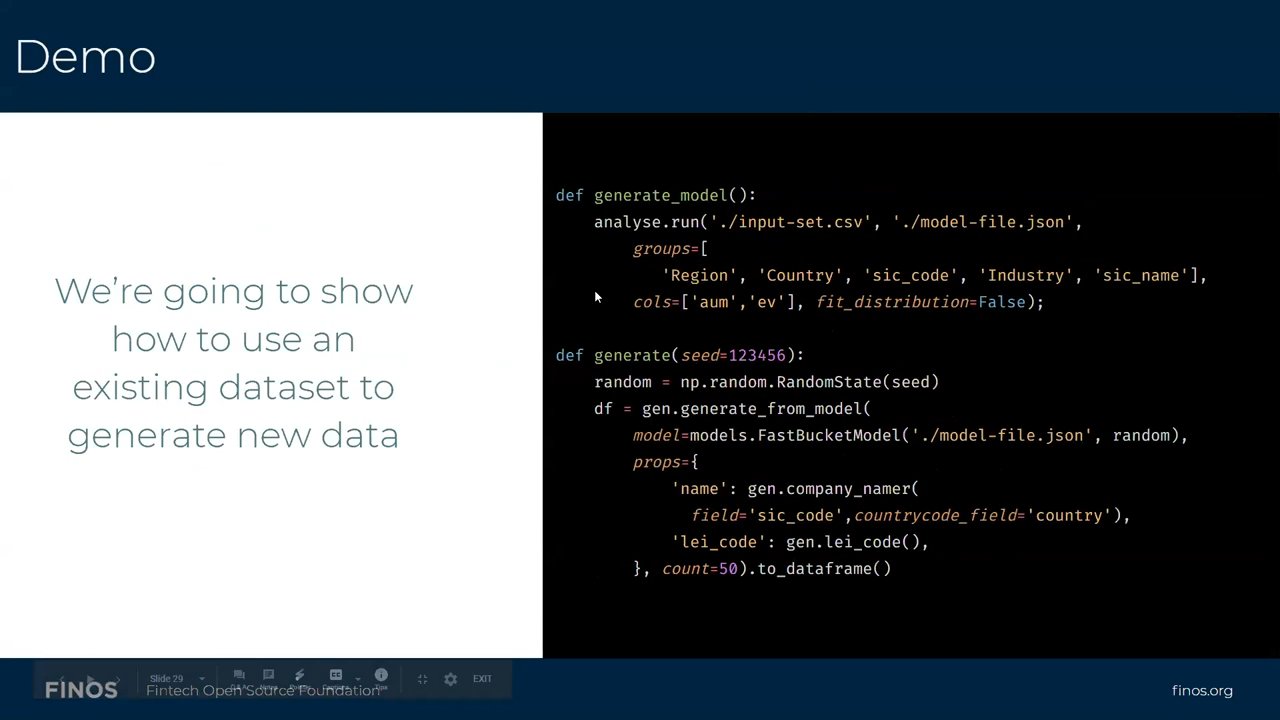 Demo
We're going to show
how to use an
existing dataset to
generate new data
def generate_model():
    analyse.run('./input-set.csv', './model-file.json',
        groups=[
            'Region', 'Country', 'sic_code', 'Industry', 'sic_name'],
        cols=['aum','ev'], fit_distribution=False);
def generate(seed=123456):
    random = np.random.RandomState(seed)
    df = gen.generate_from_model(
        model=models.FastBucketModel('./model-file.json', random),
        props={
            'name': gen.company_namer(
                field='sic_code',countrycode_field='country'),
            'lei_code': gen.lei_code(),
        }, count=50).to_dataframe()
Slide 29
EXIT
FINOS
Fintech Open Source Foundation
finos.org